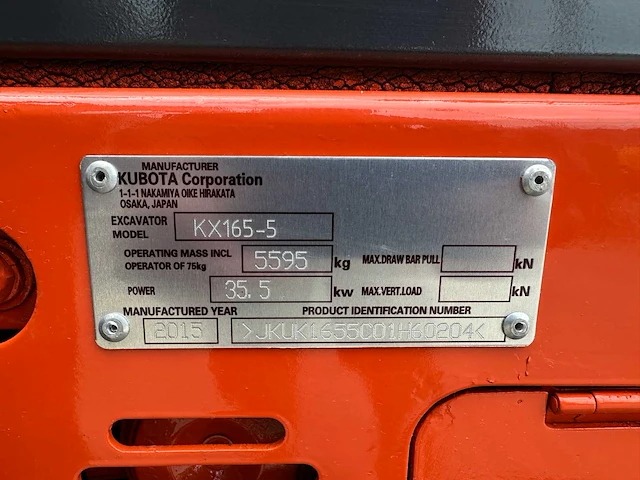 MANUFACTURER
KUBOTA Corporation
1-1-1 NAKAMIYA OIKE HIRAKATA
OSAKA, JAPAN
EXCAVATOR MODEL KX165-5
OPERATING MASS INCL OPERATOR OF 75kg 5595 kg MAX.DRAW BAR PULL kN
POWER 35.5 kw MAX.VERT.LOAD kN
MANUFACTURED YEAR PRODUCT IDENTIFICATION NUMBER
2015 >JKUK1655C01H60204<